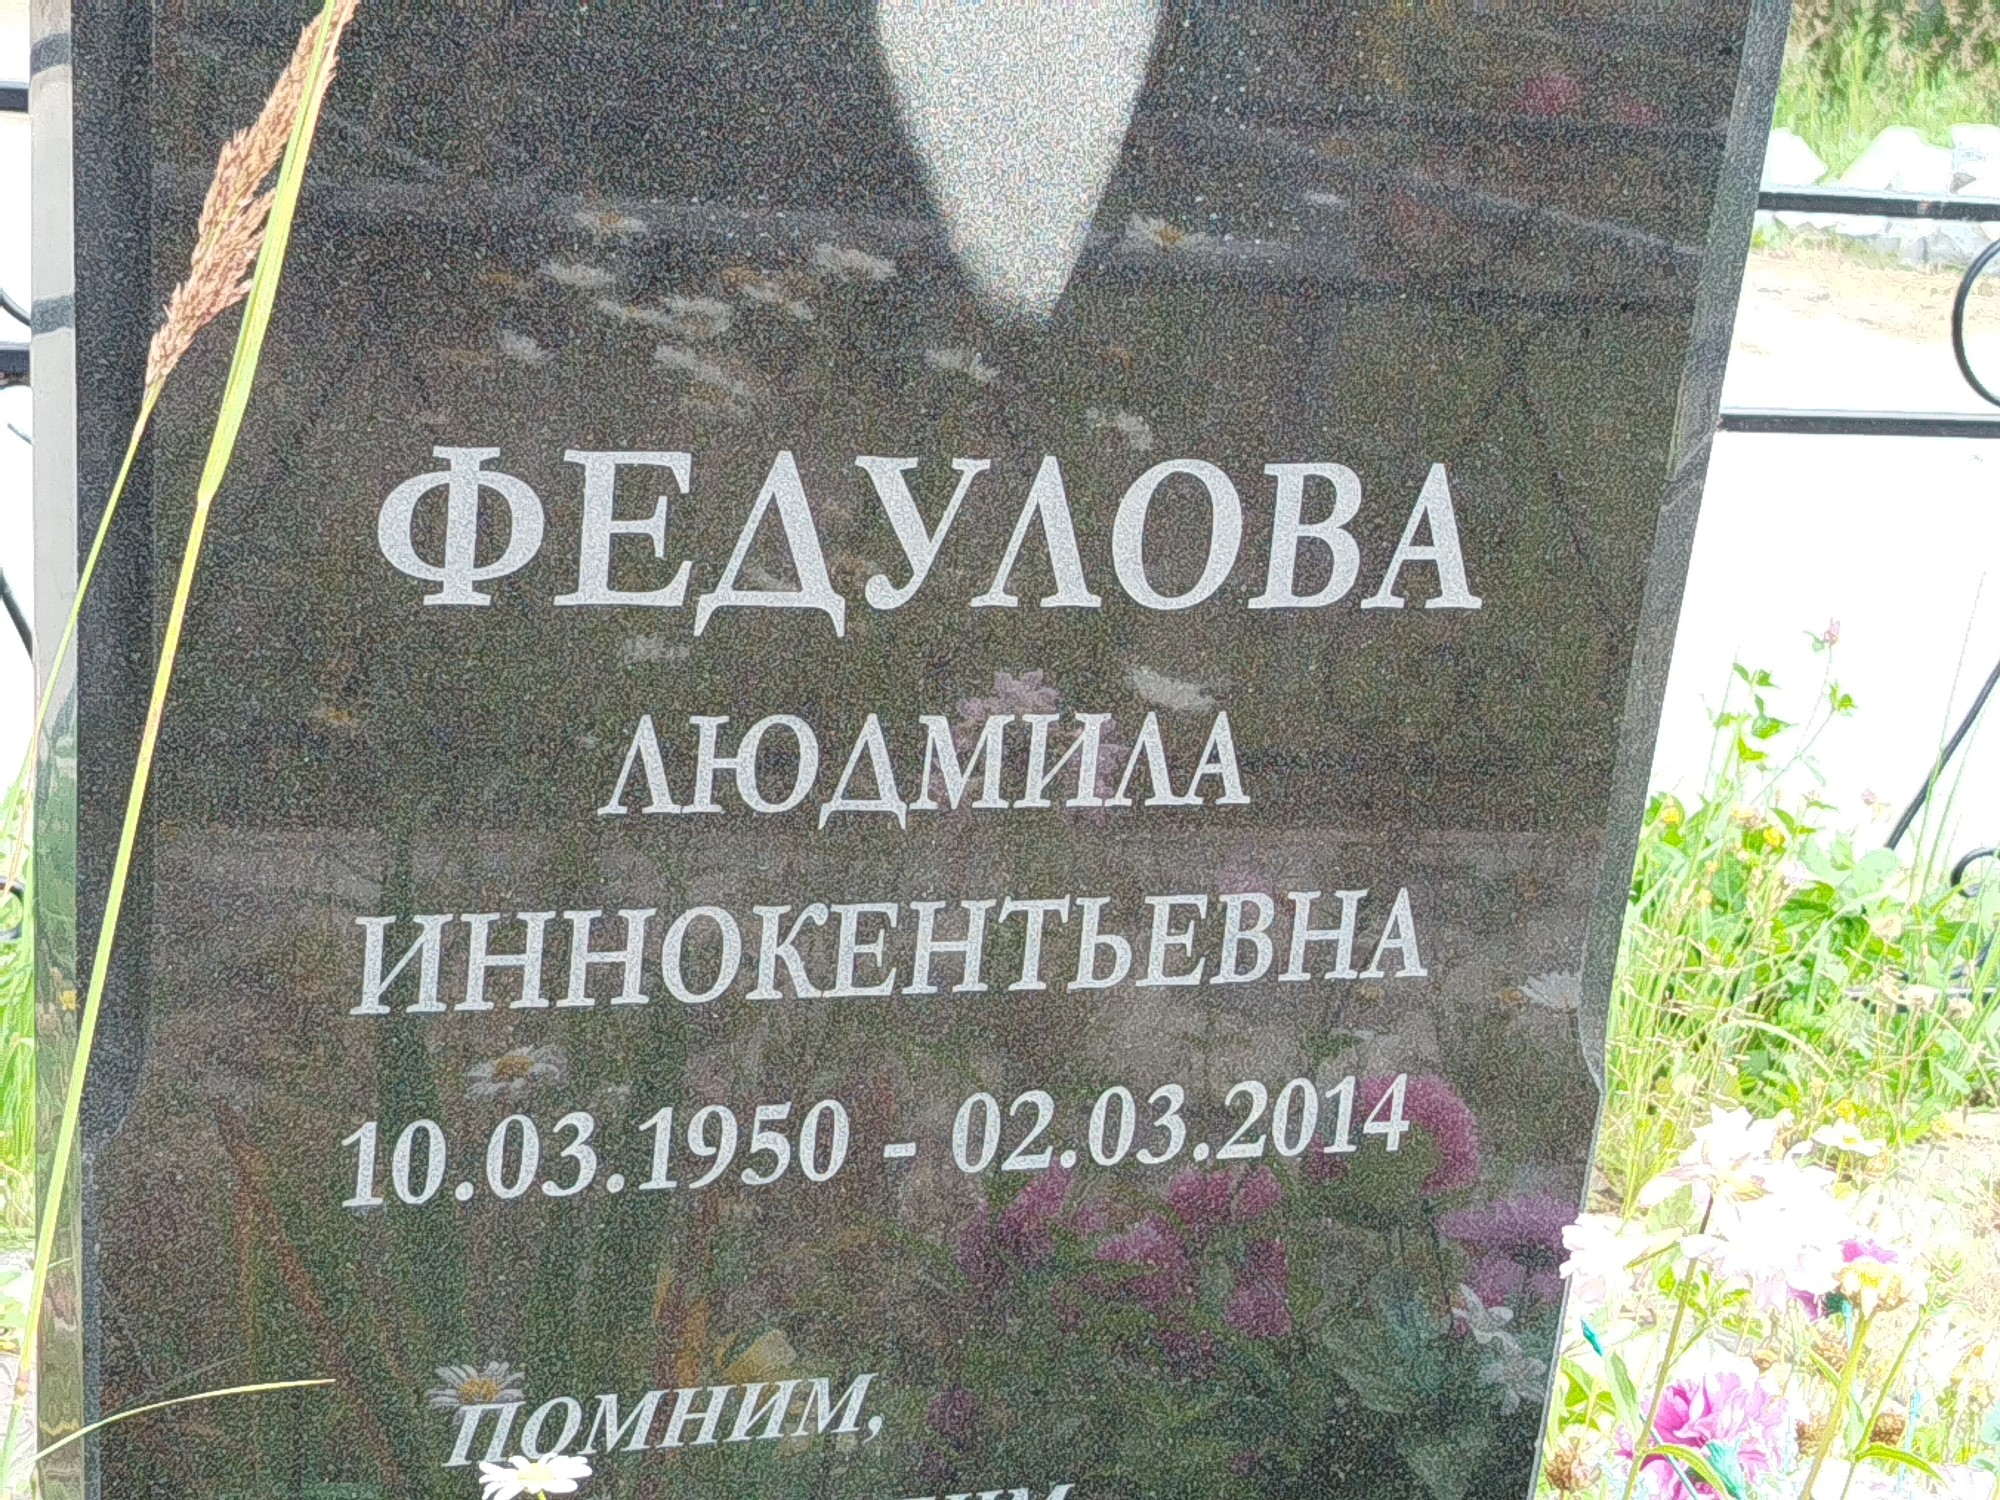 ФЕДУЛОВА
ЛЮДМИЛА
ИННОКЕНТЬЕВНА
10.03.1950 - 02.03.2014
ПОМНИМ,